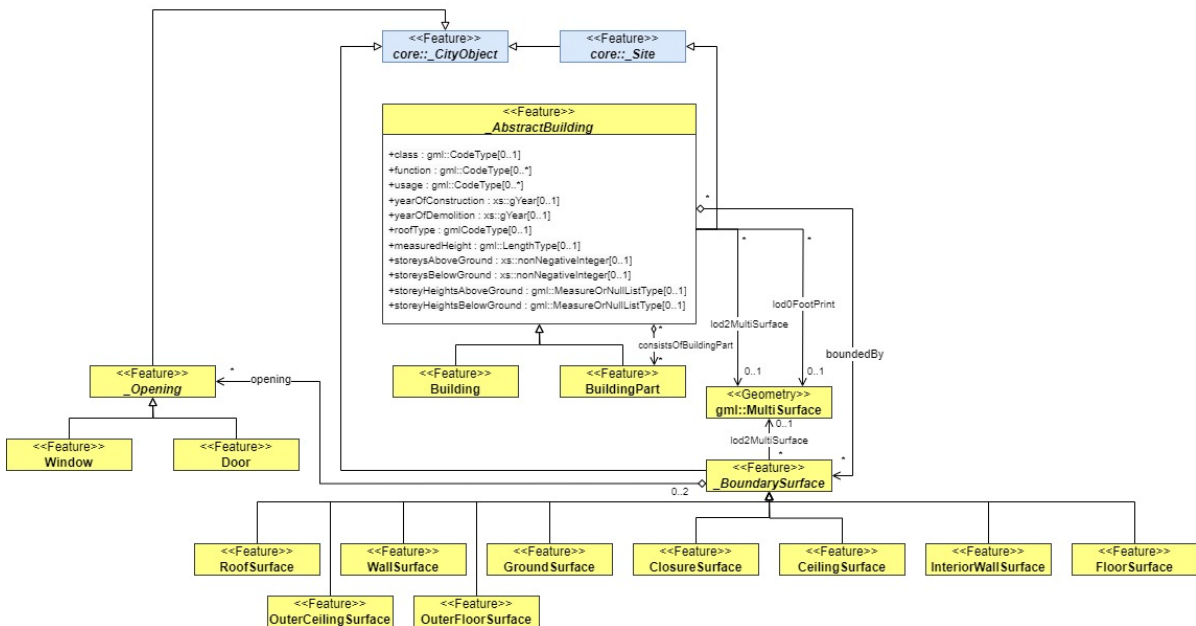 <<Feature>>
core::_CityObject
<<Feature>>
core::_Site
<<Feature>>
_AbstractBuilding
+class : gml::CodeType[0..1]
+function : gml::CodeType[0..*]
+usage : gml::CodeType[0..*]
+yearOfConstruction : xs::gYear[0..1]
+yearOfDemolition : xs::gYear[0..1]
+roofType : gmlCodeType[0..1]
+measuredHeight : gml::LengthType[0..1]
+storeysAboveGround : xs::nonNegativeInteger[0..1]
+storeysBelowGround : xs::nonNegativeInteger[0..1]
+storeyHeightsAboveGround : gml::MeasureOrNullListType[0..1]
+storeyHeightsBelowGround : gml::MeasureOrNullListType[0..1]
*
*
*
lod0FootPrint
lod2MultiSurface
*
consistsOfBuildingPart
*
boundedBy
<<Feature>>
_Opening
*
opening
<<Feature>>
Building
<<Feature>>
BuildingPart
0..1
0..1
<<Geometry>>
gml::MultiSurface
0..1
lod2MultiSurface
*
<<Feature>>
Window
<<Feature>>
Door
<<Feature>>
_BoundarySurface
*
0..2
<<Feature>>
RoofSurface
<<Feature>>
WallSurface
<<Feature>>
GroundSurface
<<Feature>>
ClosureSurface
<<Feature>>
CeilingSurface
<<Feature>>
InteriorWallSurface
<<Feature>>
FloorSurface
<<Feature>>
OuterCeilingSurface
<<Feature>>
OuterFloorSurface